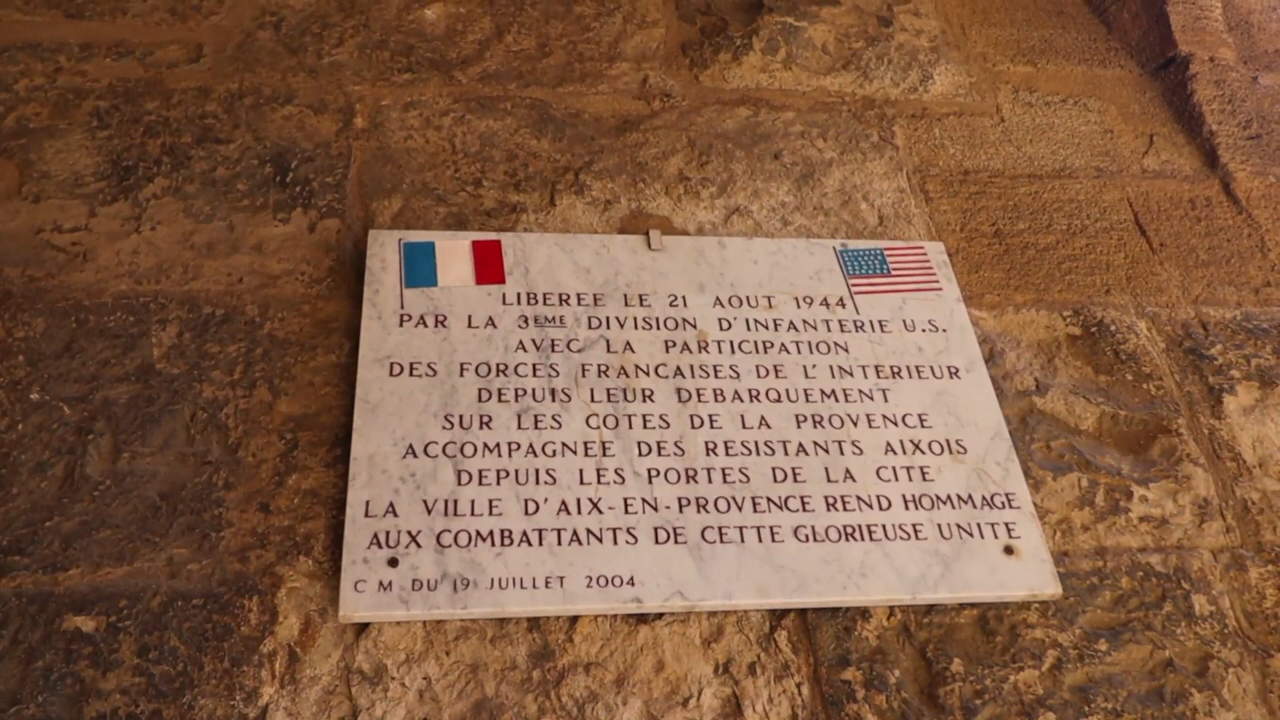 LIBEREE LE 21 AOUT 1944
PAR LA 3EME DIVISION D'INFANTERIE U.S.
AVEC LA PARTICIPATION
DES FORCES FRANCAISES DE L'INTERIEUR
DEPUIS LEUR DEBARQUEMENT
SUR LES COTES DE LA PROVENCE
ACCOMPAGNEE DES RESISTANTS AIXOIS
DEPUIS LES PORTES DE LA CITE
LA VILLE D'AIX-EN-PROVENCE REND HOMMAGE
AUX COMBATTANTS DE CETTE GLORIEUSE UNITE
C M DU 19 JUILLET 2004